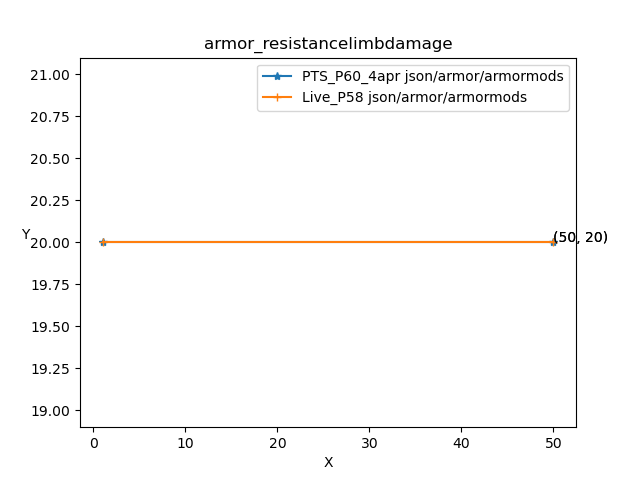 armor_resistancelimbdamage
PTS_P60_4apr json/armor/armormods
Live_P58 json/armor/armormods
21.00
20.75
20.50
20.25
Y
20.00
(50, 20)
19.75
19.50
19.25
19.00
0 10 20 30 40 50
X